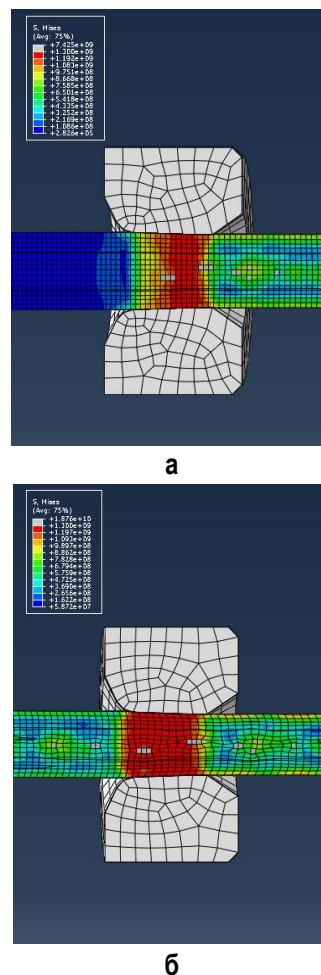 S, Mises
(Avg: 75%)
+7.425e+09
+1.300e+09
+1.192e+09
+1.083e+09
+9.751e+08
+8.668e+08
+7.585e+08
+6.501e+08
+5.418e+08
+4.335e+08
+3.252e+08
+2.169e+08
+1.086e+08
+2.826e+05
а
S, Mises
(Avg: 75%)
+1.876e+10
+1.300e+09
+1.197e+09
+1.093e+09
+9.897e+08
+8.862e+08
+7.828e+08
+6.794e+08
+5.759e+08
+4.725e+08
+3.690e+08
+2.656e+08
+1.622e+08
+5.872e+07
б